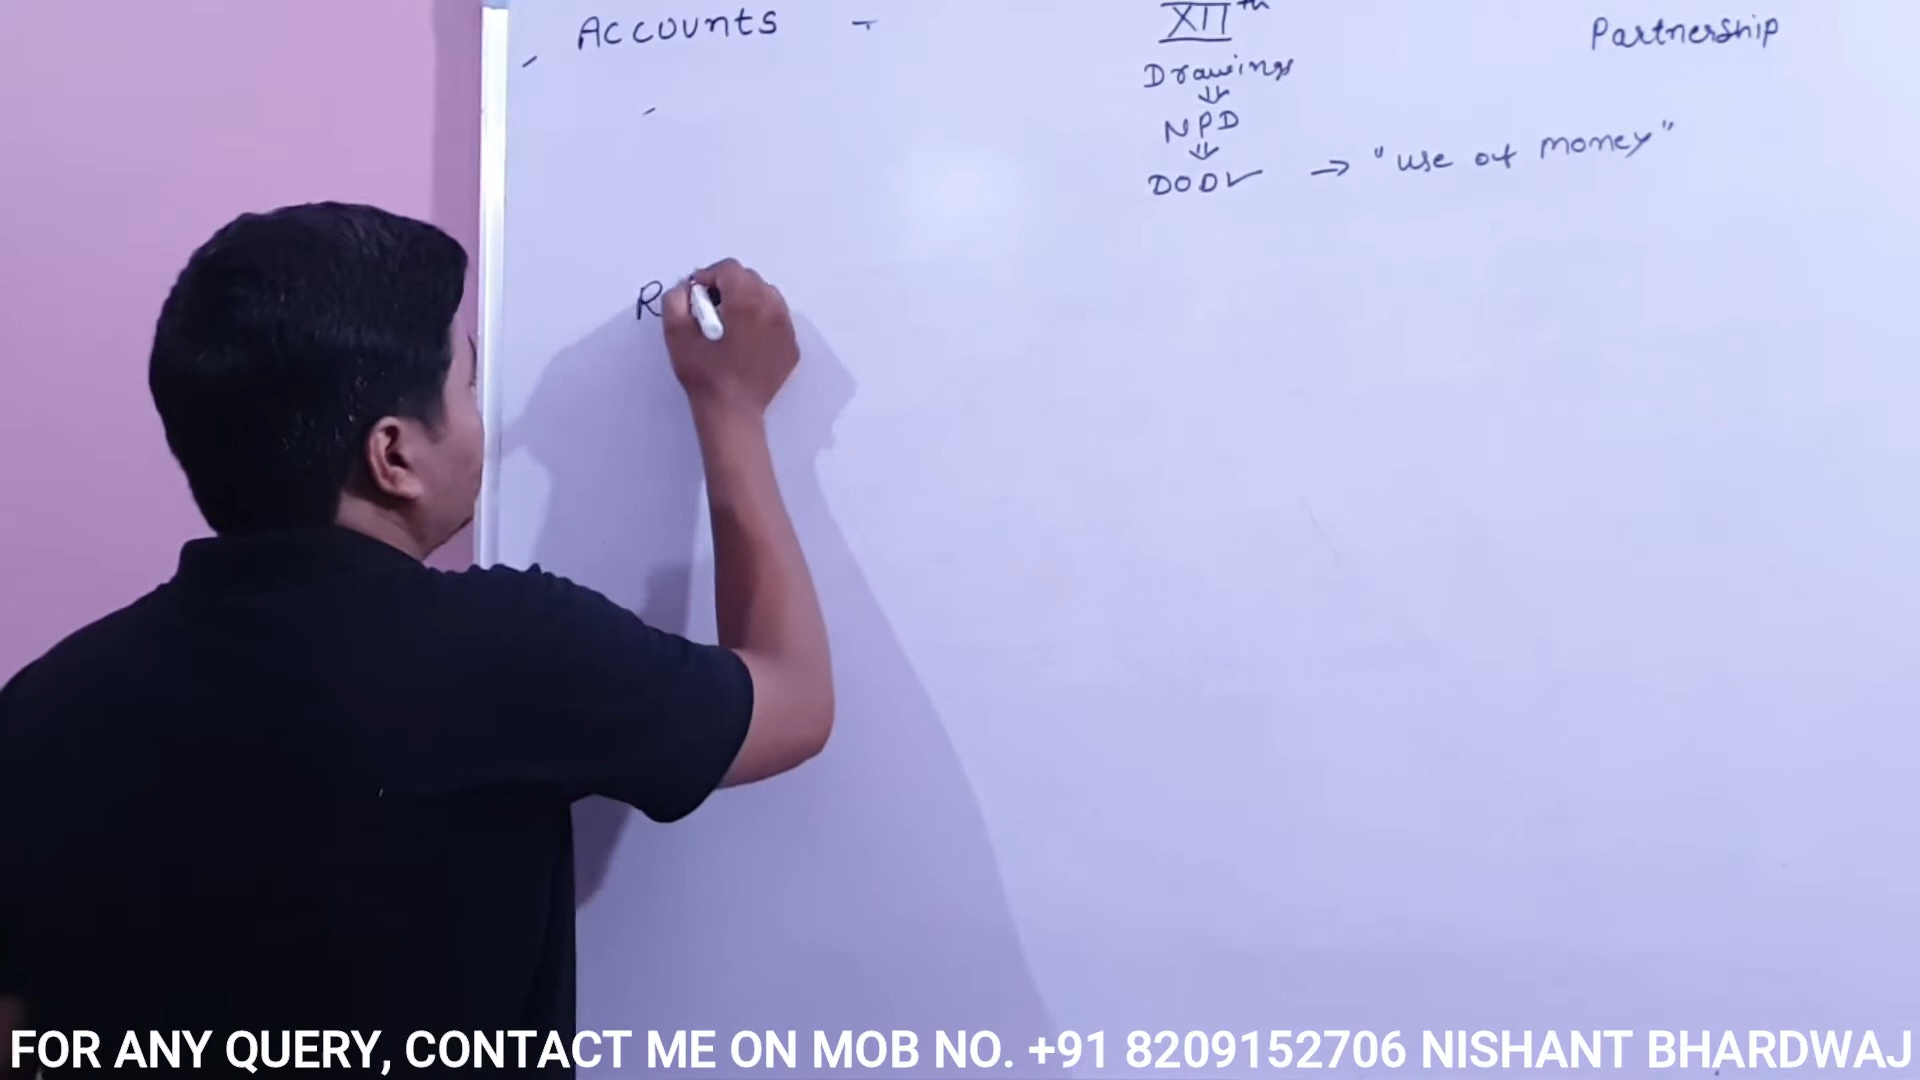 Accounts - XIIth Partnership
Drawings
⇓
NPD
⇓
DOD✓ → "use of money"
R
FOR ANY QUERY, CONTACT ME ON MOB NO. +91 8209152706 NISHANT BHARDWAJ